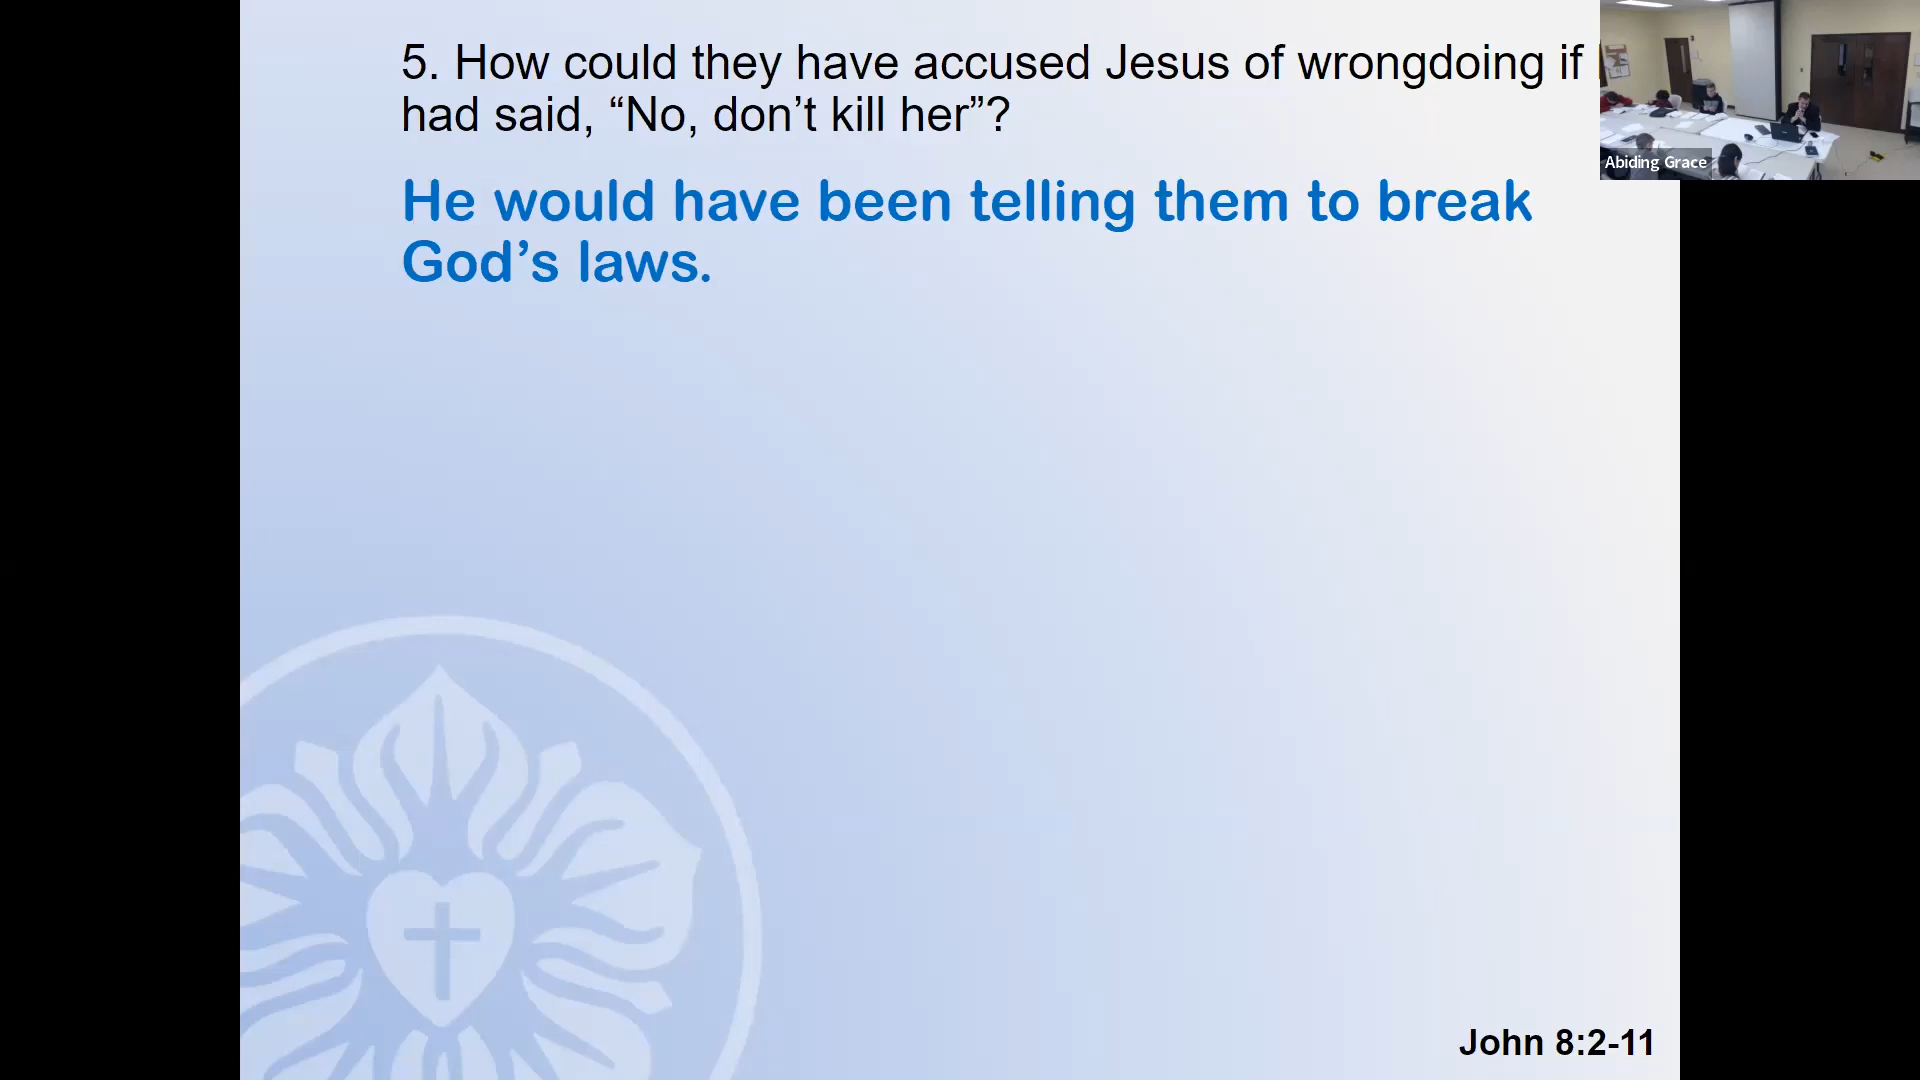 5. How could they have accused Jesus of wrongdoing if
had said, “No, don’t kill her”?
He would have been telling them to break
God’s laws.
Abiding Grace
John 8:2-11